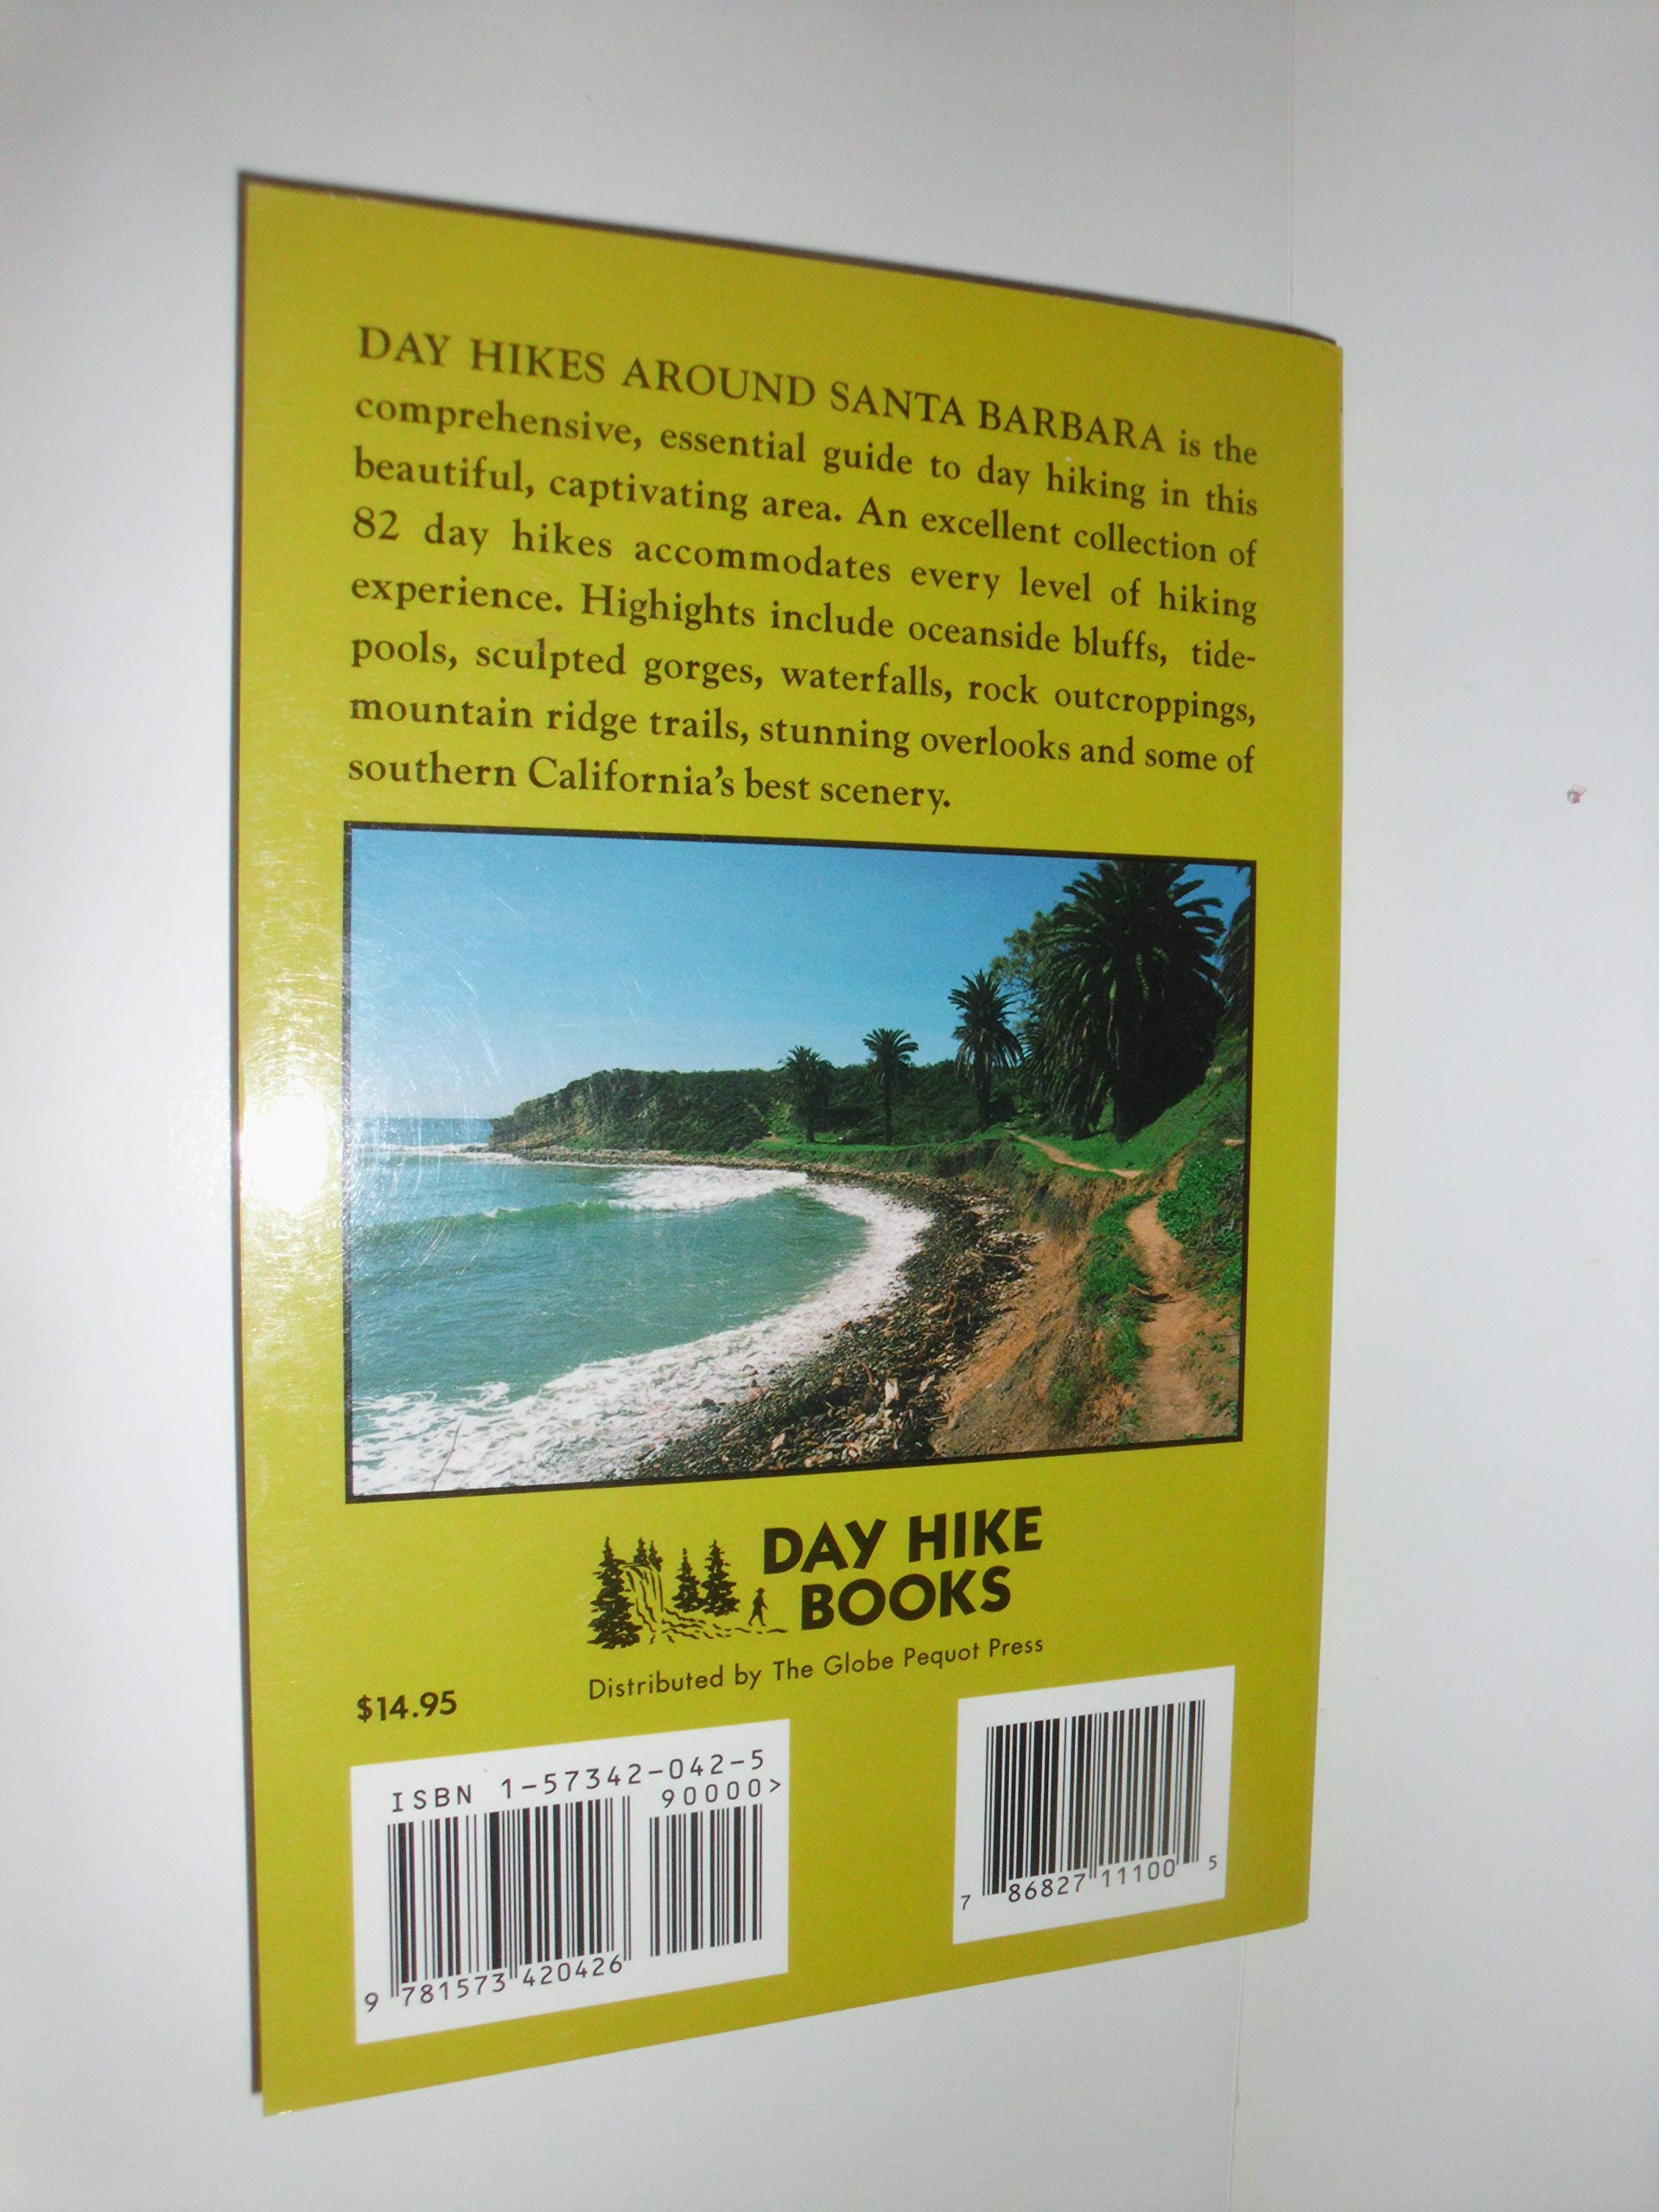 DAY HIKES AROUND SANTA BARBARA is the
comprehensive, essential guide to day hiking in this
beautiful, captivating area. An excellent collection of
82 day hikes accommodates every level of hiking
experience. Highights include oceanside bluffs, tide-
pools, sculpted gorges, waterfalls, rock outcroppings,
mountain ridge trails, stunning overlooks and some of
southern California's best scenery.
DAY HIKE
BOOKS
Distributed by The Globe Pequot Press
$14.95
ISBN 1-57342-042-5
90000>
9 781573 420426
7 86827 11100 5